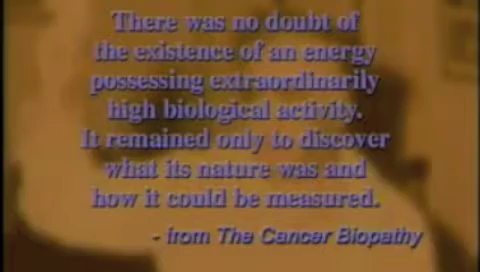 There was no doubt of
the existence of an energy
possessing extraordinarily
high biological activity.
It remained only to discover
what its nature was and
how it could be measured.
- from The Cancer Biopathy